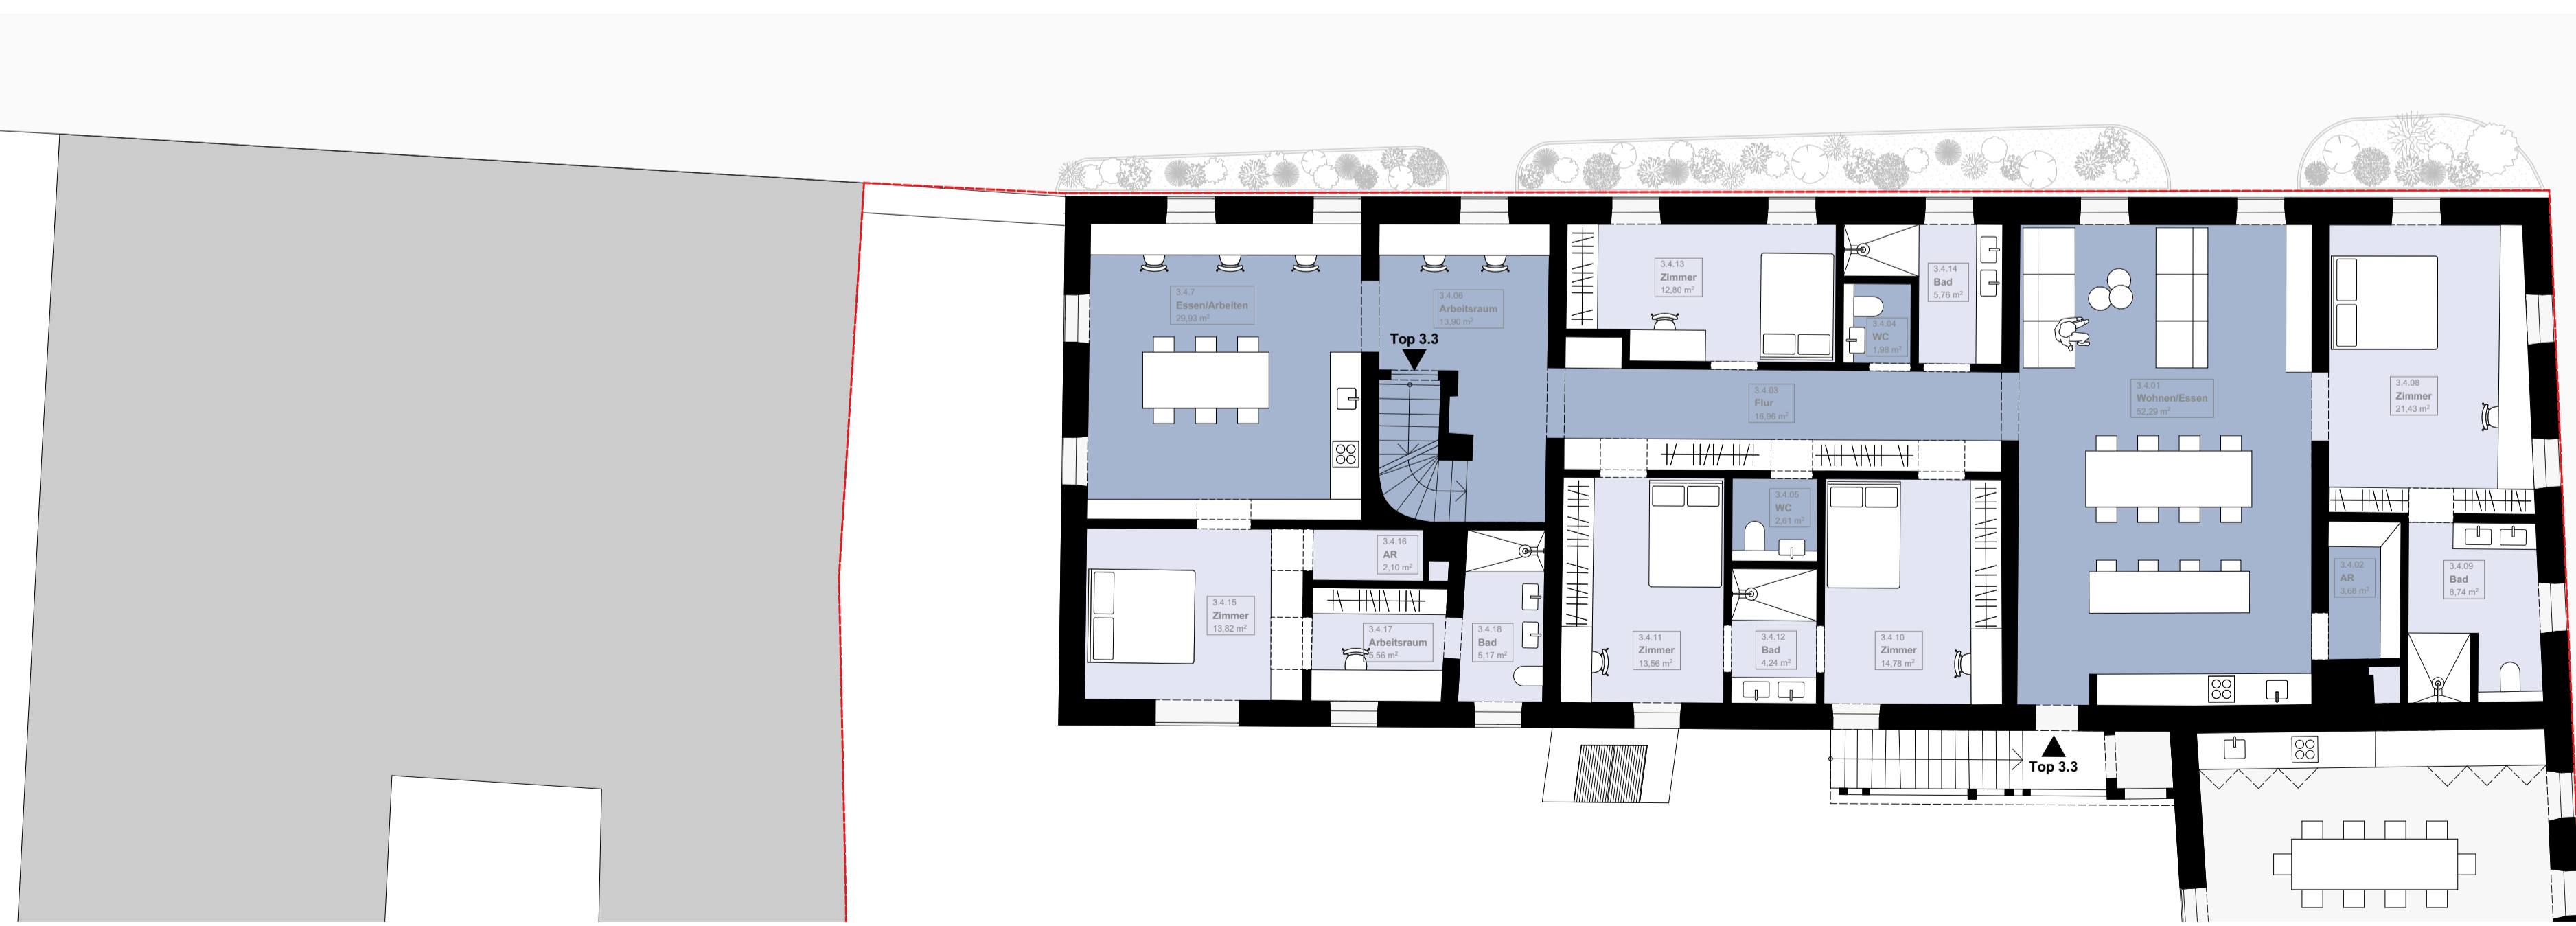 3.4.7
Essen/Arbeiten
29,93 m²
3.4.06
Arbeitsraum
13,90 m²
Top 3.3
3.4.13
Zimmer
12,80 m²
3.4.04
WC
1,98 m²
3.4.14
Bad
5,76 m²
3.4.03
Flur
16,96 m²
3.4.01
Wohnen/Essen
52,29 m²
3.4.08
Zimmer
21,43 m²
3.4.15
Zimmer
13,82 m²
3.4.16
AR
2,10 m²
3.4.17
Arbeitsraum
5,56 m²
3.4.18
Bad
5,17 m²
3.4.11
Zimmer
13,56 m²
3.4.05
WC
2,61 m²
3.4.12
Bad
4,24 m²
3.4.10
Zimmer
14,78 m²
3.4.02
AR
3,68 m²
3.4.09
Bad
8,74 m²
Top 3.3